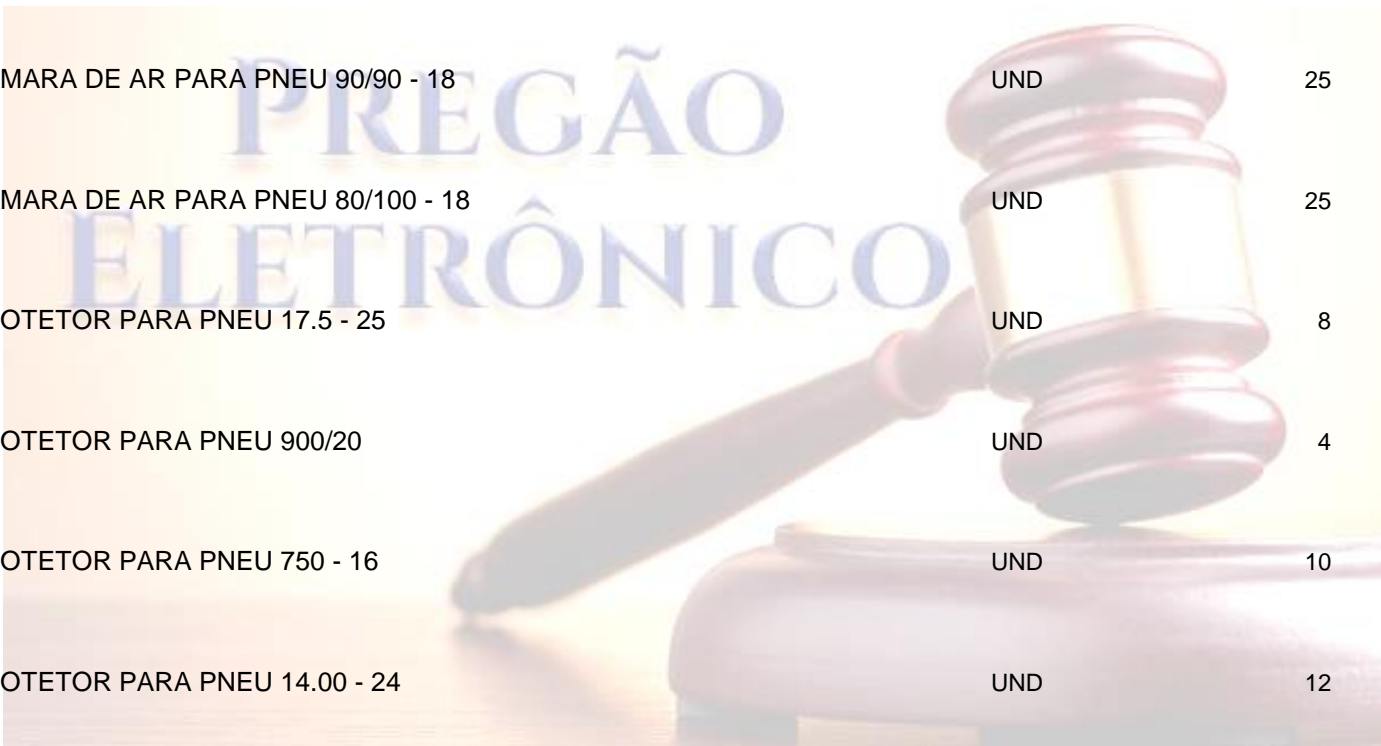 MARA DE AR PARA PNEU 90/90 - 18 UND 25
PREGÃO
MARA DE AR PARA PNEU 80/100 - 18 UND 25
ELETRÔNICO
OTETOR PARA PNEU 17.5 - 25 UND 8
OTETOR PARA PNEU 900/20 UND 4
OTETOR PARA PNEU 750 - 16 UND 10
OTETOR PARA PNEU 14.00 - 24 UND 12